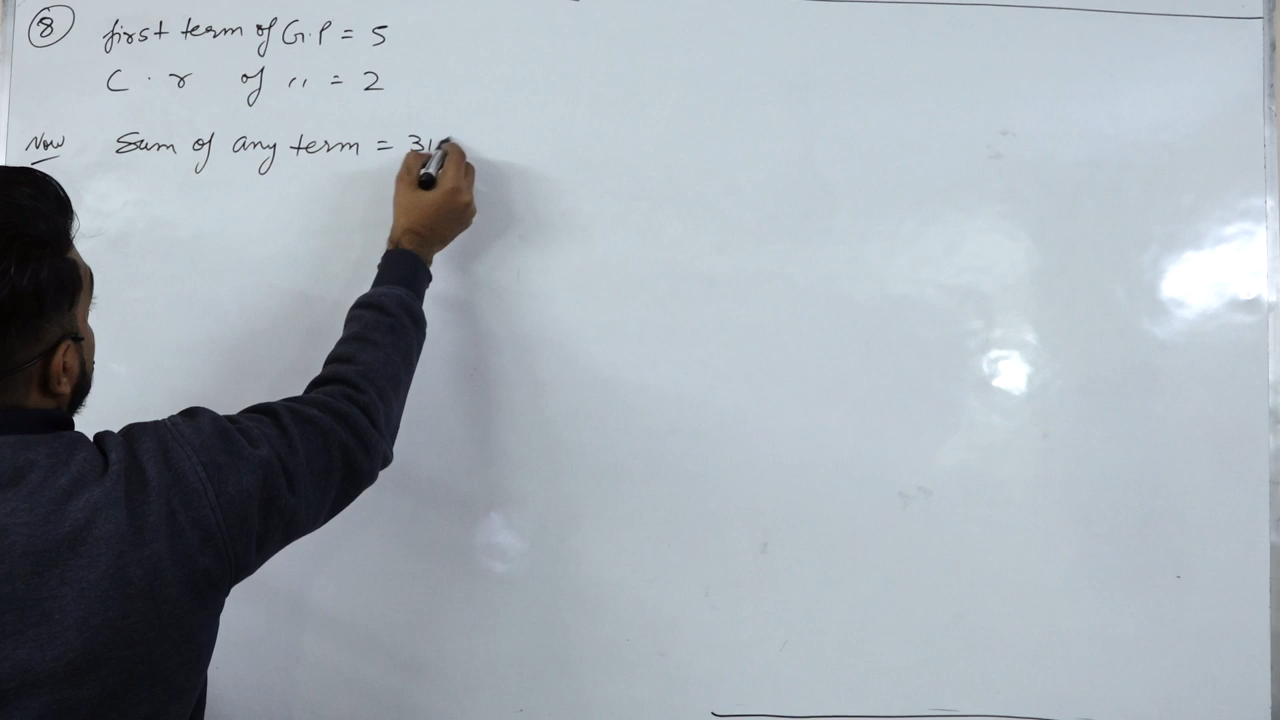 8 first term of G.P = 5
C.r of " = 2
Now Sum of any term = 31